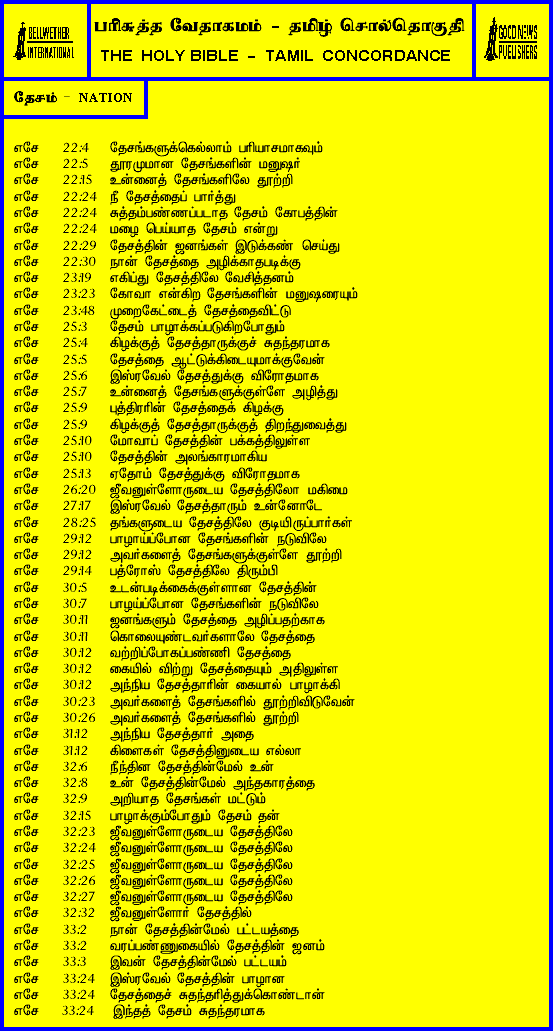 BELLWETHER
INTERNATIONAL
பரிசுத்த வேதாகமம் - தமிழ் சொல்தொகுதி
THE HOLY BIBLE - TAMIL CONCORDANCE
GOOD NEWS
PUBLISHERS
தேசம் - NATION
எசே 22:4 தேசங்களுக்கெல்லாம் பரியாசமாகவும்
எசே 22:5 தூரமுமான தேசங்களின் மனுஷர்
எசே 22:15 உன்னைத் தேசங்களிலே தூற்றி
எசே 22:24 நீ தேசத்தைப் பார்த்து
எசே 22:24 சுத்தம்பண்ணப்படாத தேசம் கோபத்தின்
எசே 22:24 மழை பெய்யாத தேசம் என்று
எசே 22:29 தேசத்தின் ஜனங்கள் இடுக்கண் செய்து
எசே 22:30 நான் தேசத்தை அழிக்காதபடிக்கு
எசே 23:19 எகிப்து தேசத்திலே வேசித்தனம்
எசே 23:23 கோவா என்கிற தேசங்களின் மனுஷரையும்
எசே 23:48 முறைகேட்டைத் தேசத்தைவிட்டு
எசே 25:3 தேசம் பாழாக்கப்படுகிறபோதும்
எசே 25:4 கிழக்குத் தேசத்தாருக்குச் சுதந்தரமாக
எசே 25:5 தேசத்தை ஆட்டுக்கிடையுமாக்குவேன்
எசே 25:6 இஸ்ரவேல் தேசத்துக்கு விரோதமாக
எசே 25:7 உன்னைத் தேசங்களுக்குள்ளே அழித்து
எசே 25:9 புத்திரரின் தேசத்தைக் கிழக்கு
எசே 25:9 கிழக்குத் தேசத்தாருக்குத் திறந்துவைத்து
எசே 25:10 மோவாப் தேசத்தின் பக்கத்திலுள்ள
எசே 25:10 தேசத்தின் அலங்காரமாகிய
எசே 25:13 ஏதோம் தேசத்துக்கு விரோதமாக
எசே 26:20 ஜீவனுள்ளோருடைய தேசத்திலோ மகிமை
எசே 27:17 இஸ்ரவேல் தேசத்தாரும் உன்னோடே
எசே 28:25 தங்களுடைய தேசத்திலே குடியிருப்பார்கள்
எசே 29:12 பாழாய்ப்போன தேசங்களின் நடுவிலே
எசே 29:12 அவர்களைத் தேசங்களுக்குள்ளே தூற்றி
எசே 29:14 பத்ரோஸ் தேசத்திலே திரும்பி
எசே 30:5 உடன்படிக்கைக்குள்ளான தேசத்தின்
எசே 30:7 பாழய்ப்போன தேசங்களின் நடுவிலே
எசே 30:11 ஜனங்களும் தேசத்தை அழிப்பதற்காக
எசே 30:11 கொலையுண்டவர்களாலே தேசத்தை
எசே 30:12 வற்றிப்போகப்பண்ணி தேசத்தை
எசே 30:12 கையில் விற்று தேசத்தையும் அதிலுள்ள
எசே 30:12 அந்நிய தேசத்தாரின் கையால் பாழாக்கி
எசே 30:23 அவர்களைத் தேசங்களில் தூற்றிவிடுவேன்
எசே 30:26 அவர்களைத் தேசங்களில் தூற்றி
எசே 31:12 அந்நிய தேசத்தார் அதை
எசே 31:12 கிளைகள் தேசத்தினுடைய எல்லா
எசே 32:6 நீந்தின தேசத்தின்மேல் உன்
எசே 32:8 உன் தேசத்தின்மேல் அந்தகாரத்தை
எசே 32:9 அறியாத தேசங்கள் மட்டும்
எசே 32:15 பாழாக்கும்போதும் தேசம் தன்
எசே 32:23 ஜீவனுள்ளோருடைய தேசத்திலே
எசே 32:24 ஜீவனுள்ளோருடைய தேசத்திலே
எசே 32:25 ஜீவனுள்ளோருடைய தேசத்திலே
எசே 32:26 ஜீவனுள்ளோருடைய தேசத்திலே
எசே 32:27 ஜீவனுள்ளோருடைய தேசத்திலே
எசே 32:32 ஜீவனுள்ளோர் தேசத்தில்
எசே 33:2 நான் தேசத்தின்மேல் பட்டயத்தை
எசே 33:2 வரப்பண்ணுகையில் தேசத்தின் ஜனம்
எசே 33:3 இவன் தேசத்தின்மேல் பட்டயம்
எசே 33:24 இஸ்ரவேல் தேசத்தின் பாழான
எசே 33:24 தேசத்தைச் சுதந்தரித்துக்கொண்டான்
எசே 33:24 இந்தத் தேசம் சுதந்தரமாக